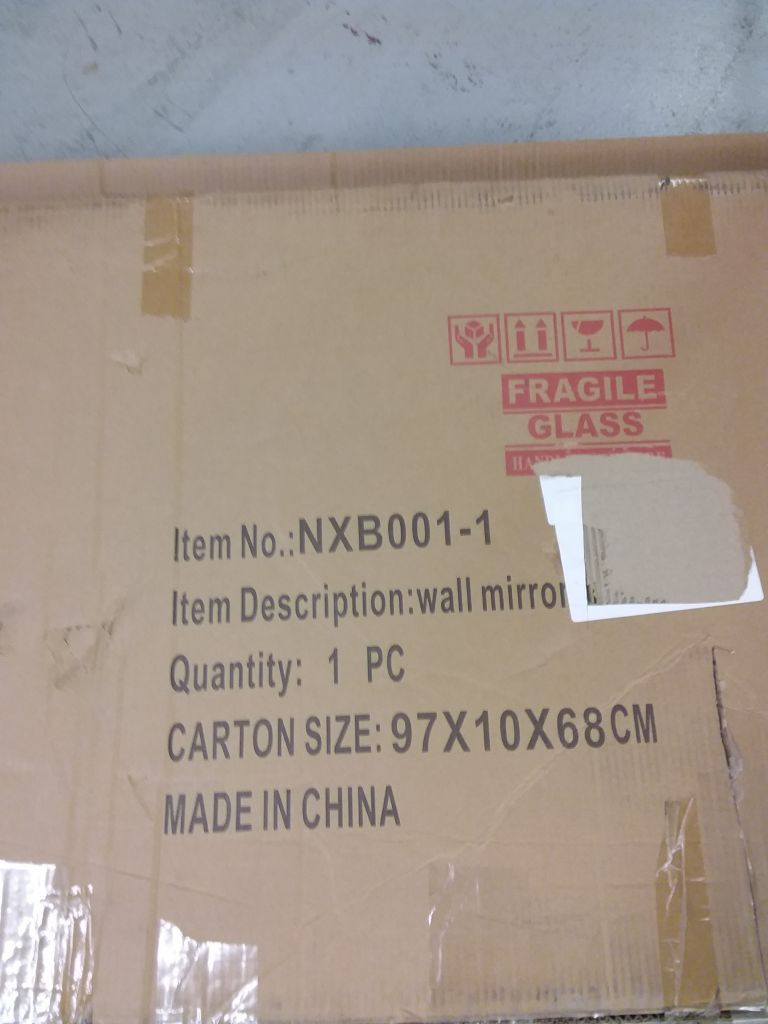 FRAGILE
GLASS
Item No.:NXB001-1
Item Description:wall mirror
Quantity: 1 PC
CARTON SIZE: 97X10X68CM
MADE IN CHINA